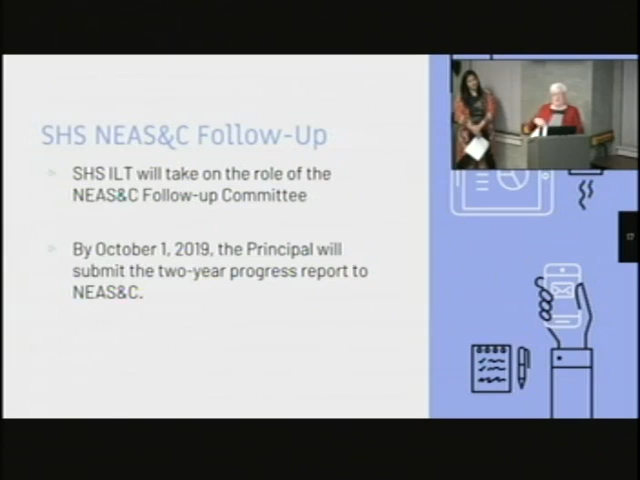 SHS NEAS&C Follow-Up
SHS ILT will take on the role of the
NEAS&C Follow-up Committee
By October 1, 2019, the Principal will
submit the two-year progress report to
NEAS&C.